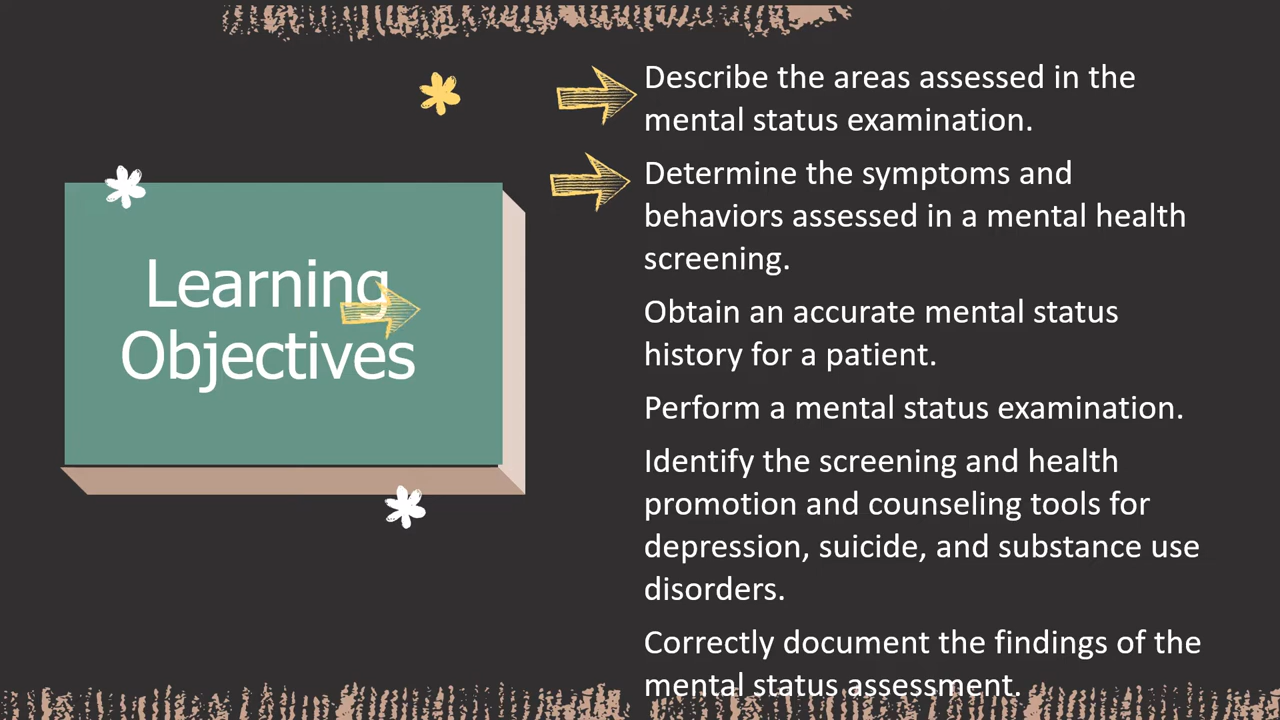 Learning
Objectives
Describe the areas assessed in the
mental status examination.
Determine the symptoms and
behaviors assessed in a mental health
screening.
Obtain an accurate mental status
history for a patient.
Perform a mental status examination.
Identify the screening and health
promotion and counseling tools for
depression, suicide, and substance use
disorders.
Correctly document the findings of the
mental status assessment.